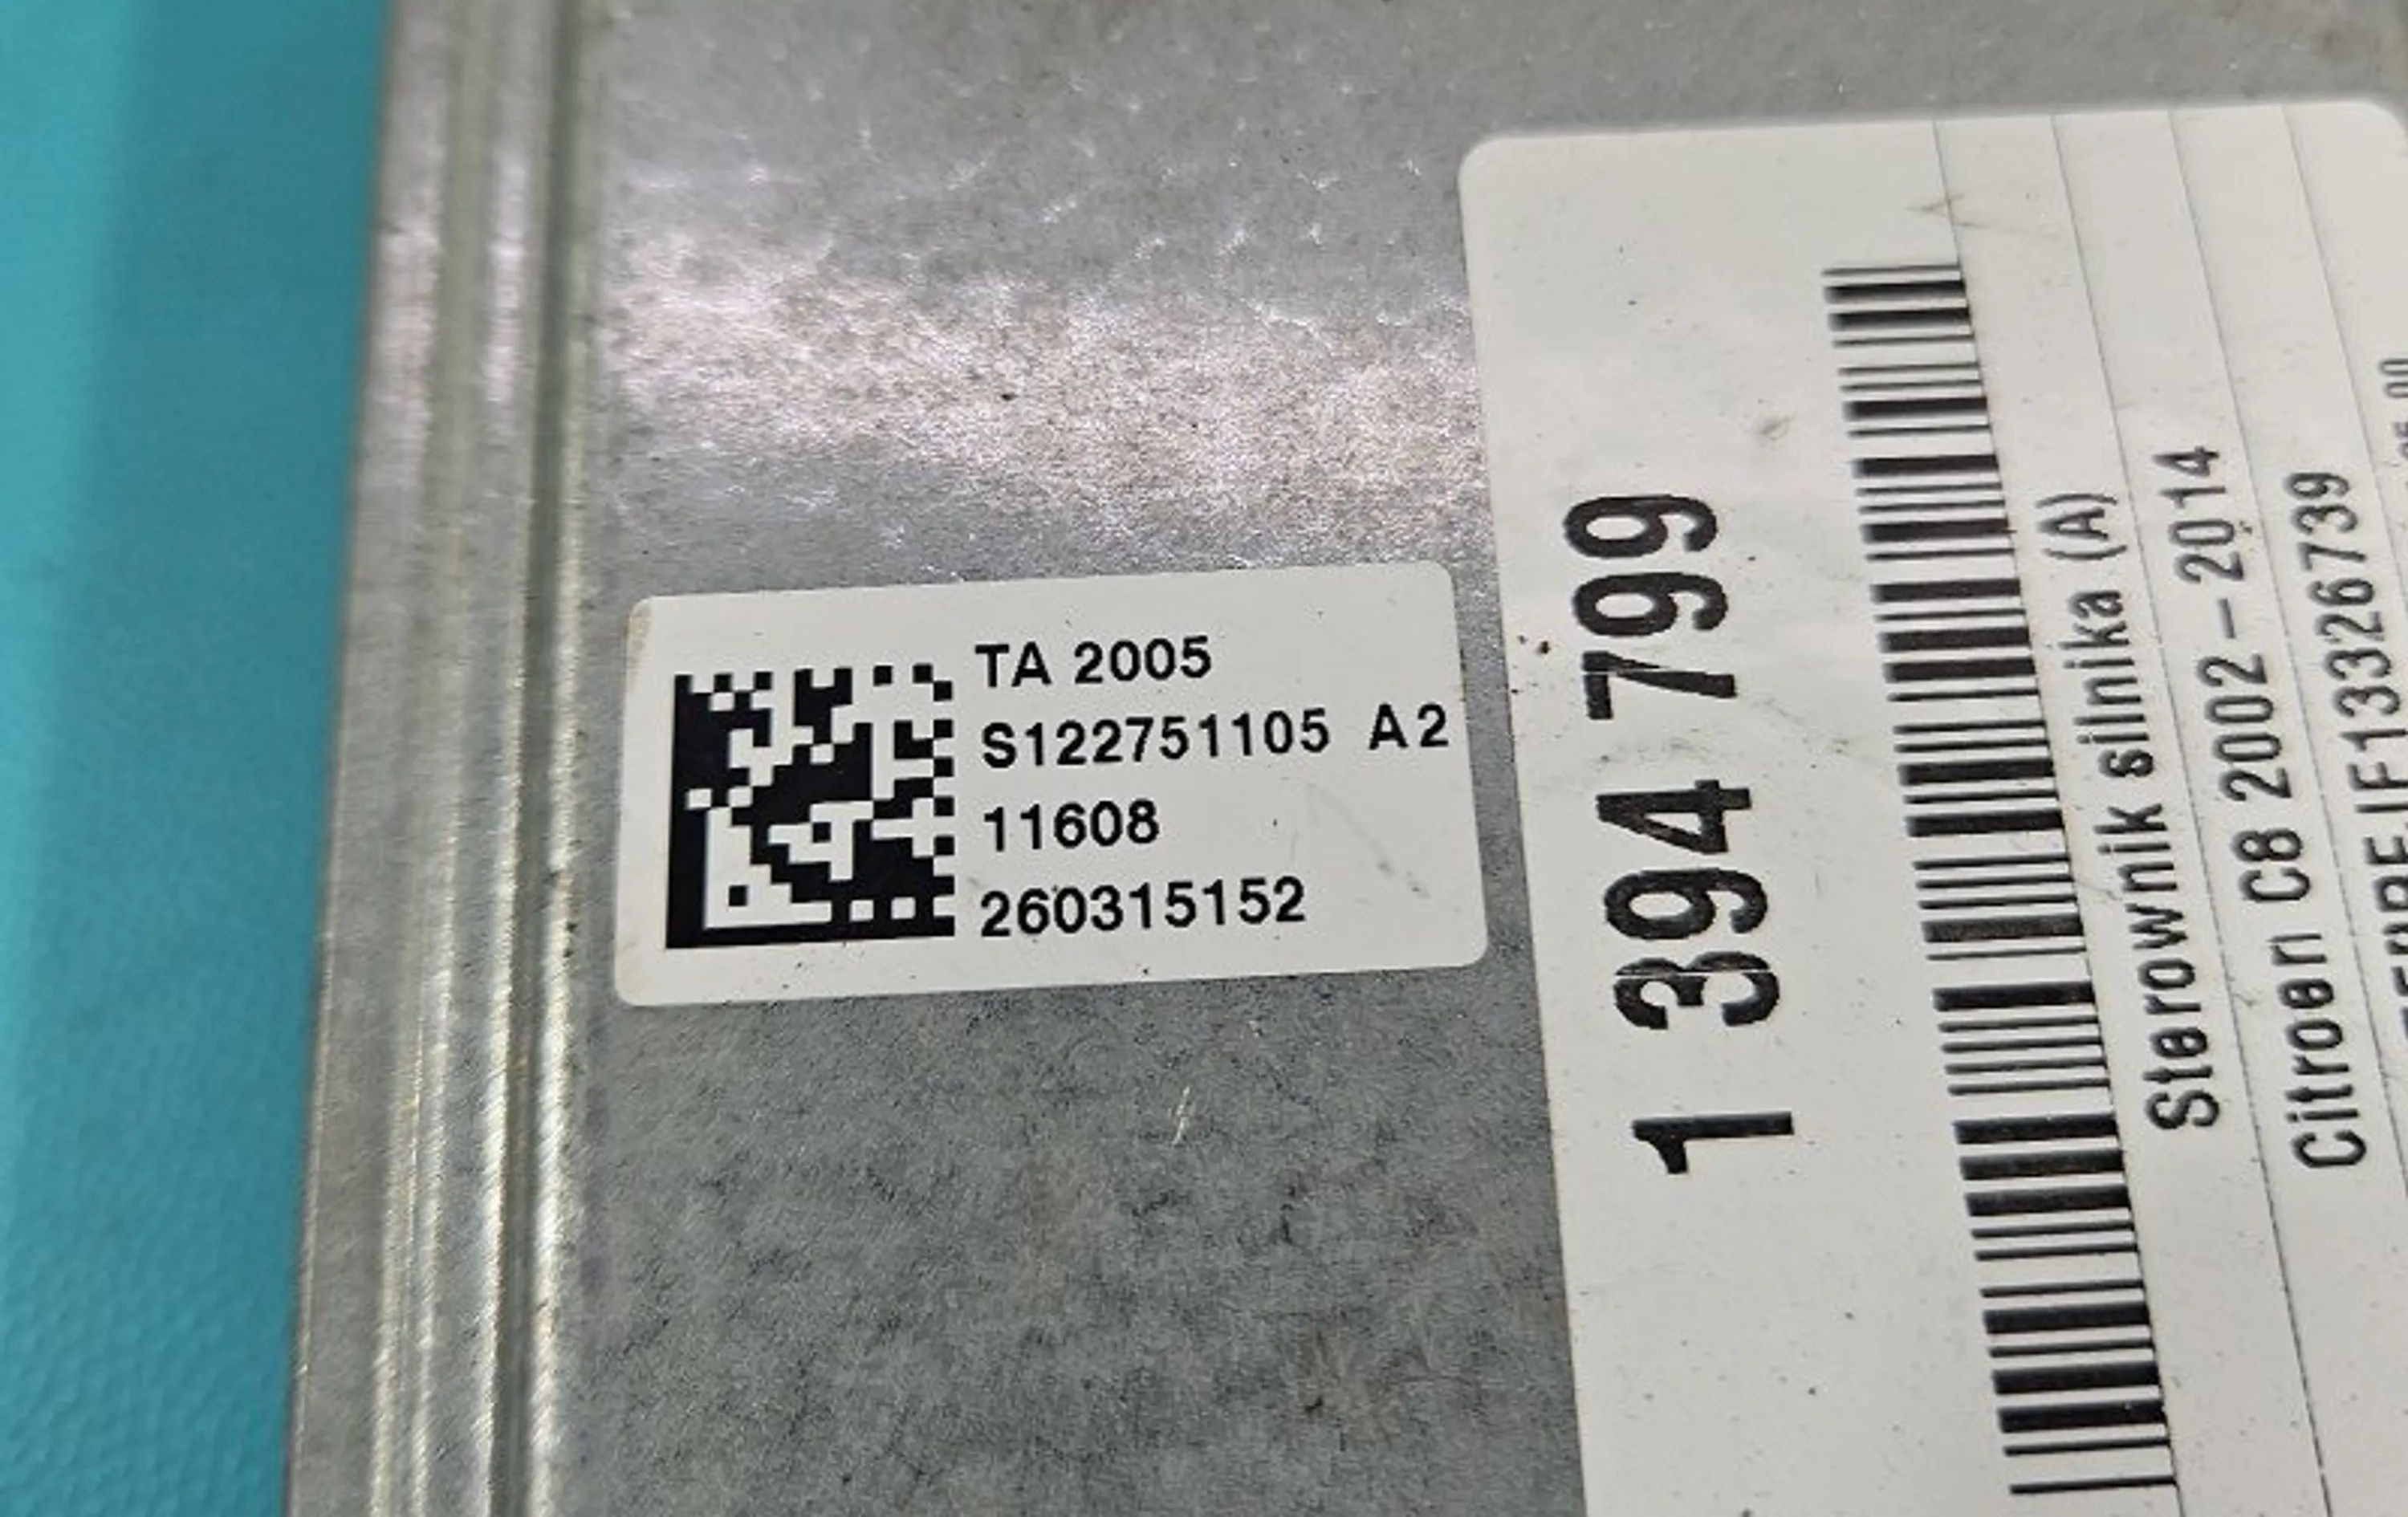 TA 2005
S122751105 A2
11608
260315152
1 394 799
Sterownik silnika (A)
Citroen C8 2002 - 2014